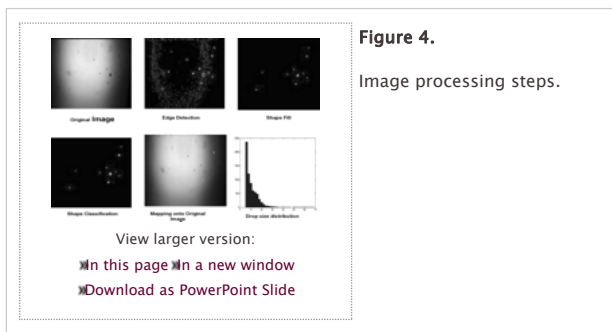 Figure 4.
Image processing steps.
Original Image
Edge Detection
Shape Fill
Shape Classification
Mapping onto Original
Image
Drop size distribution
View larger version:
In this page In a new window
Download as PowerPoint Slide